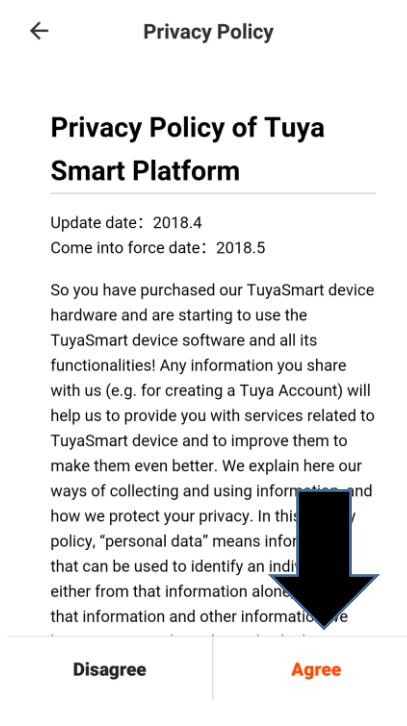 Privacy Policy
Privacy Policy of Tuya
Smart Platform
Update date：2018.4
Come into force date：2018.5
So you have purchased our TuyaSmart device
hardware and are starting to use the
TuyaSmart device software and all its
functionalities! Any information you share
with us (e.g. for creating a Tuya Account) will
help us to provide you with services related to
TuyaSmart device and to improve them to
make them even better. We explain here our
ways of collecting and using information and
how we protect your privacy. In this
policy, “personal data” means
that can be used to identify an
either from that information alone
that information and other information
Disagree
Agree